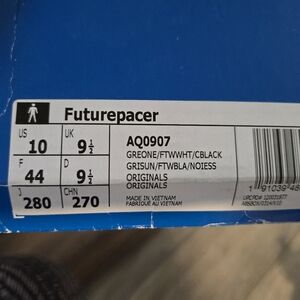 Futurepacer
US 10 UK 9½
F 44 D 9½
J 280 CHN 270
AQ0907
GREONE/FTWWHT/CBLACK
GRISUN/FTWBLA/NOIESS
ORIGINALS
ORIGINALS
MADE IN VIETNAM
FABRIQUÉ AU VIETNAM